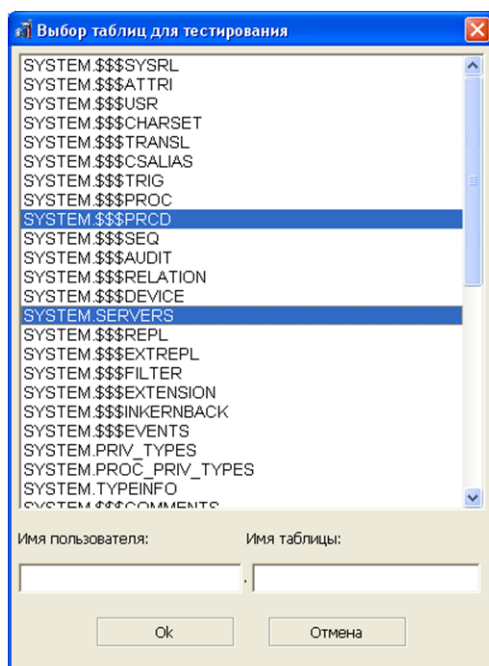 Выбор таблиц для тестирования
SYSTEM.$$$SYSRL
SYSTEM.$$$ATTRI
SYSTEM.$$$USR
SYSTEM.$$$CHARSET
SYSTEM.$$$TRANSL
SYSTEM.$$$CSALIAS
SYSTEM.$$$TRIG
SYSTEM.$$$PROC
SYSTEM.$$$PRCD
SYSTEM.$$$SEQ
SYSTEM.$$$AUDIT
SYSTEM.$$$RELATION
SYSTEM.$$$DEVICE
SYSTEM.SERVERS
SYSTEM.$$$REPL
SYSTEM.$$$EXTREPL
SYSTEM.$$$FILTER
SYSTEM.$$$EXTENSION
SYSTEM.$$$INKERNBACK
SYSTEM.$$$EVENTS
SYSTEM.PRIV_TYPES
SYSTEM.PROC_PRIV_TYPES
SYSTEM.TYPEINFO
SYSTEM.$$$COMMENTS
Имя пользователя: Имя таблицы:
.
Ok Отмена